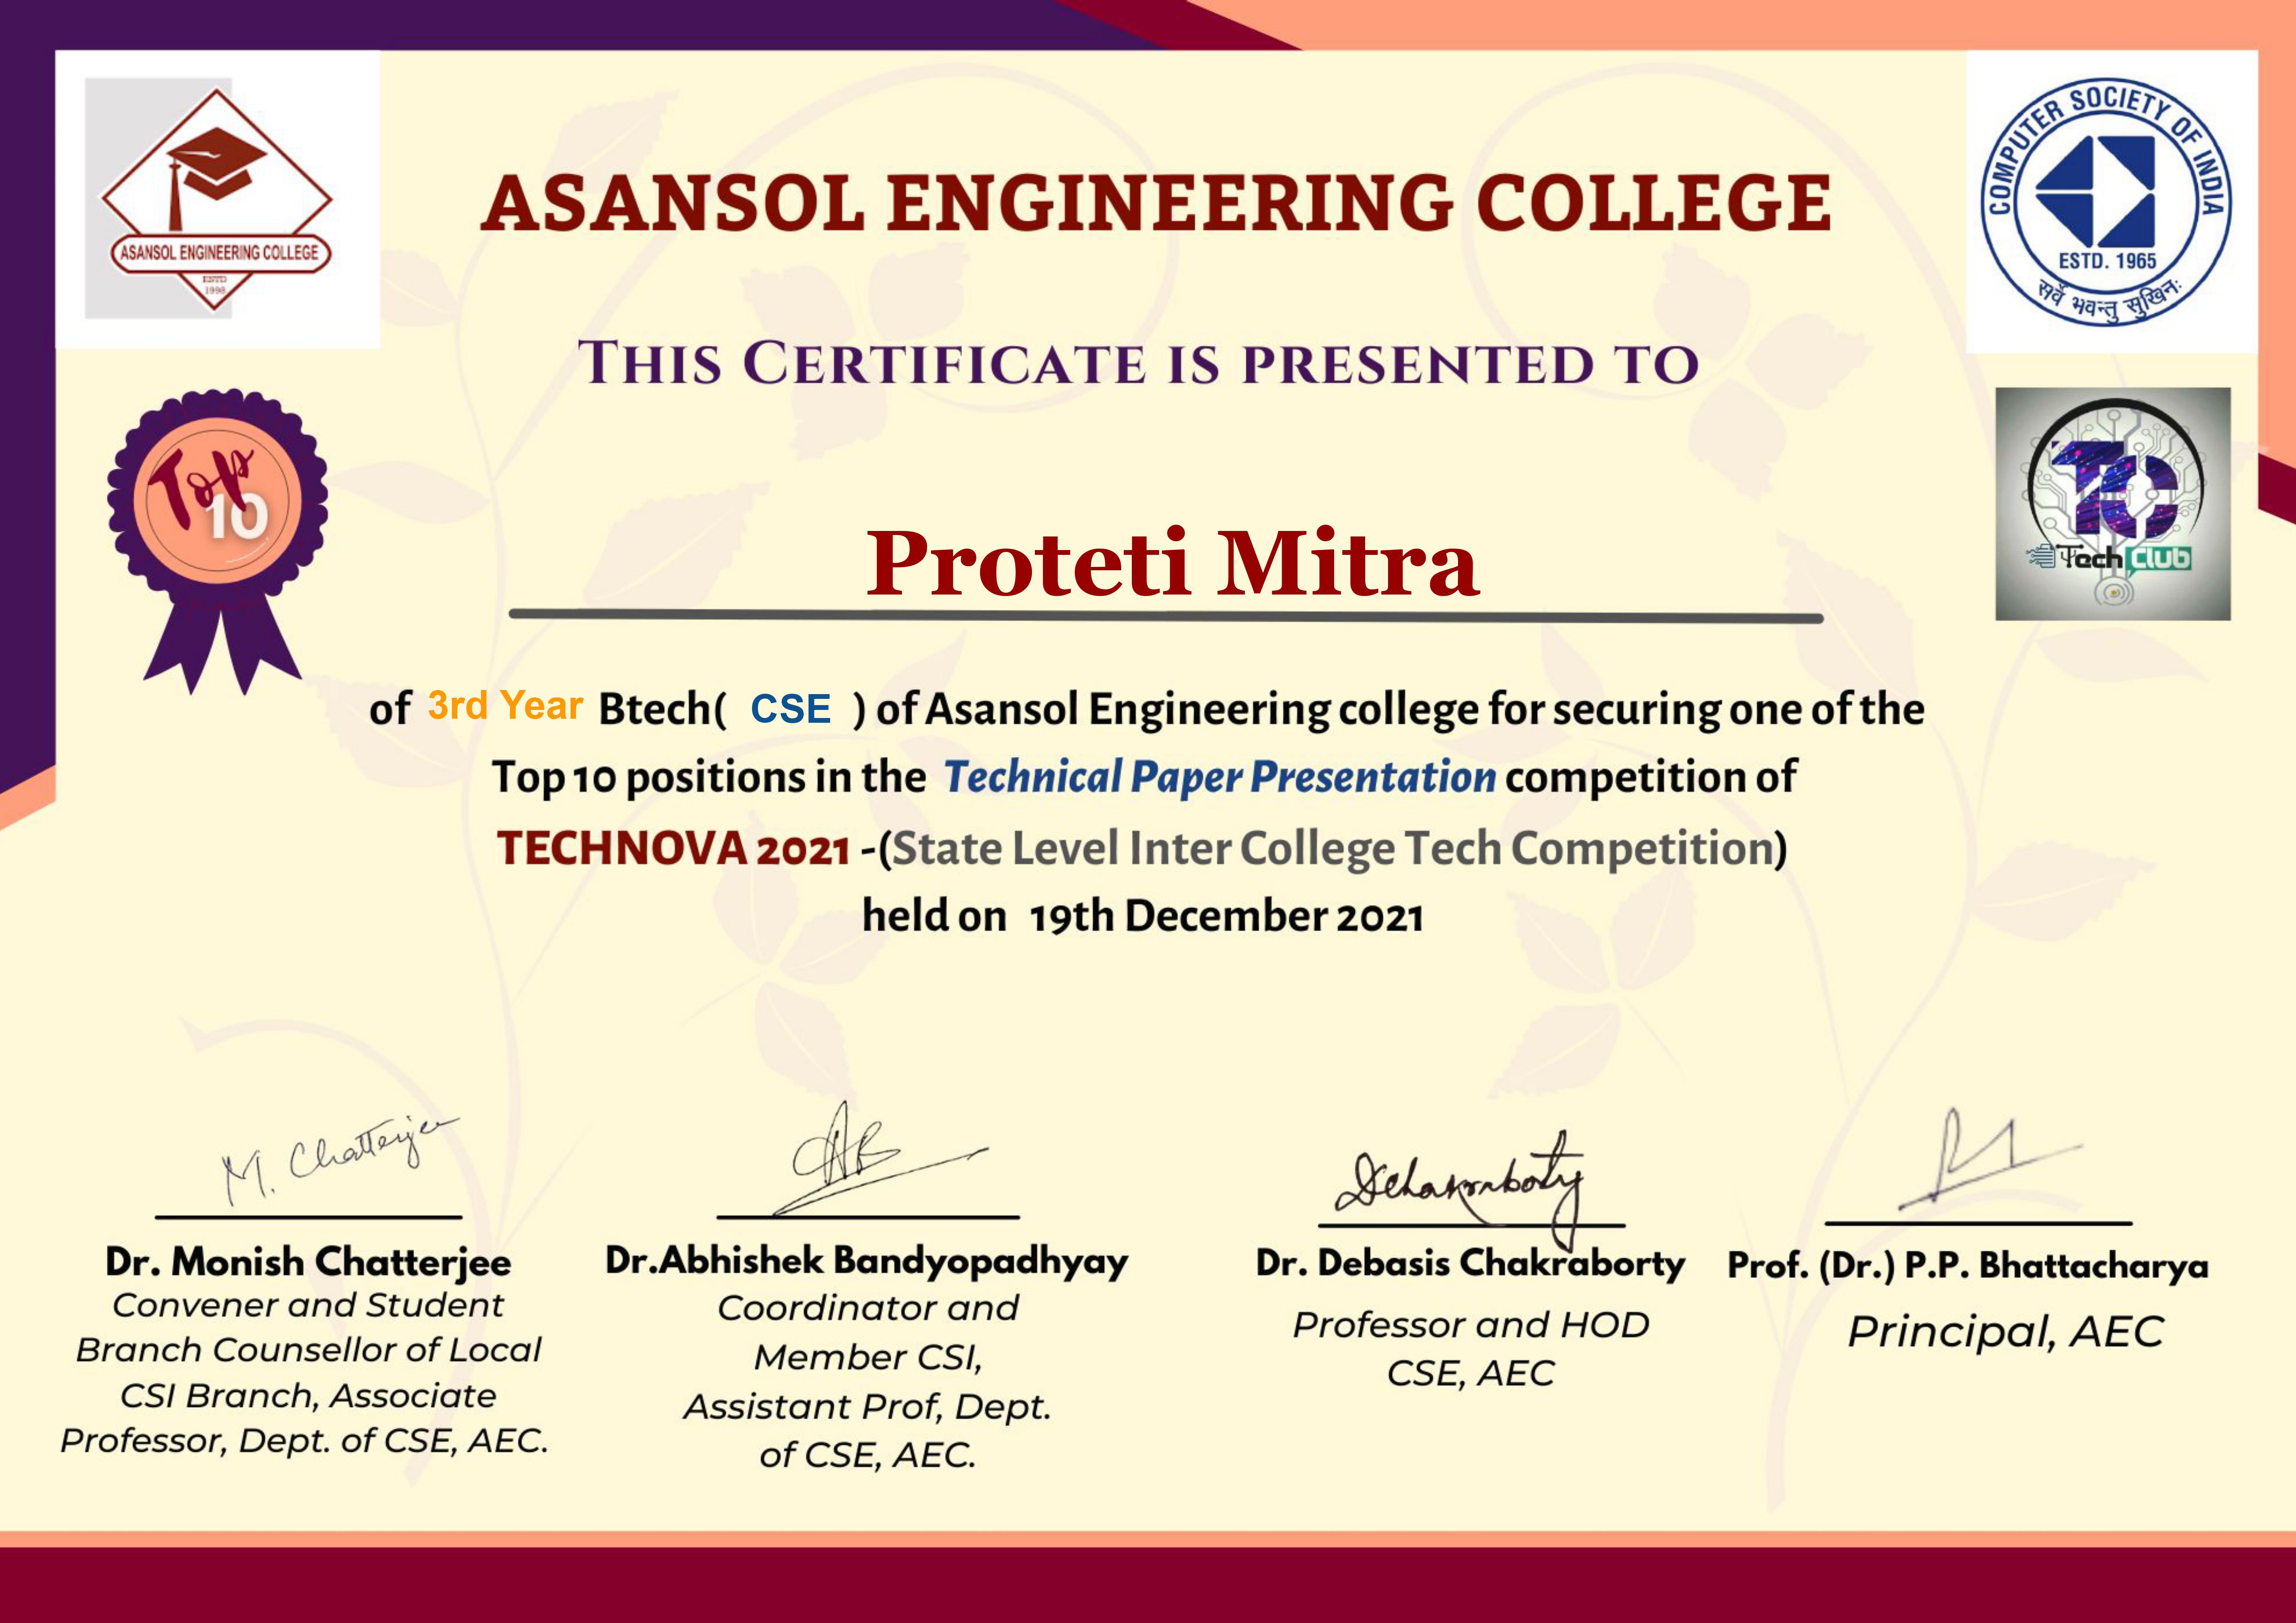 ASANSOL ENGINEERING COLLEGE
ESTD
1998
COMPUTER SOCIETY OF INDIA
ESTD. 1965
सर्वे भवन्तु सुखिनः
ASANSOL ENGINEERING COLLEGE
THIS CERTIFICATE IS PRESENTED TO
Top
10
TC
Tech Club
Proteti Mitra
of 3rd Year Btech( CSE ) of Asansol Engineering college for securing one of the
Top 10 positions in the Technical Paper Presentation competition of
TECHNOVA 2021 -(State Level Inter College Tech Competition)
held on 19th December 2021
M. Chatterjee
Dr. Monish Chatterjee
Convener and Student
Branch Counsellor of Local
CSI Branch, Associate
Professor, Dept. of CSE, AEC.
Dr.Abhishek Bandyopadhyay
Coordinator and
Member CSI,
Assistant Prof, Dept.
of CSE, AEC.
DChakraborty
Dr. Debasis Chakraborty
Professor and HOD
CSE, AEC
Prof. (Dr.) P.P. Bhattacharya
Principal, AEC